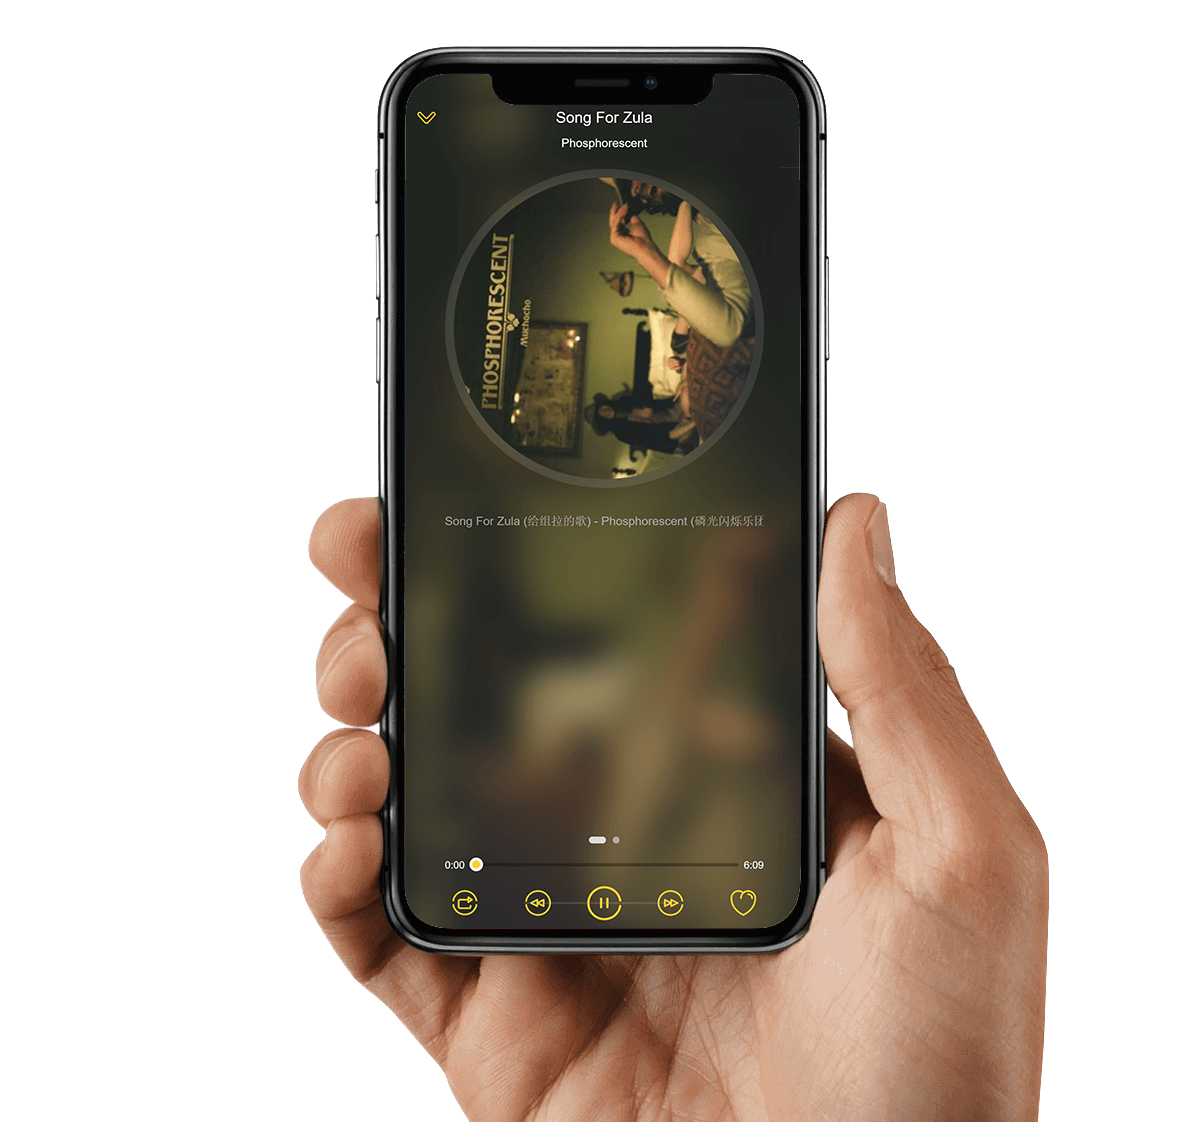 Song For Zula
Phosphorescent
PHOSPHORESCENT
Muchacho
Song For Zula (给组拉的歌) - Phosphorescent (磷光闪烁乐团
0:00
6:09